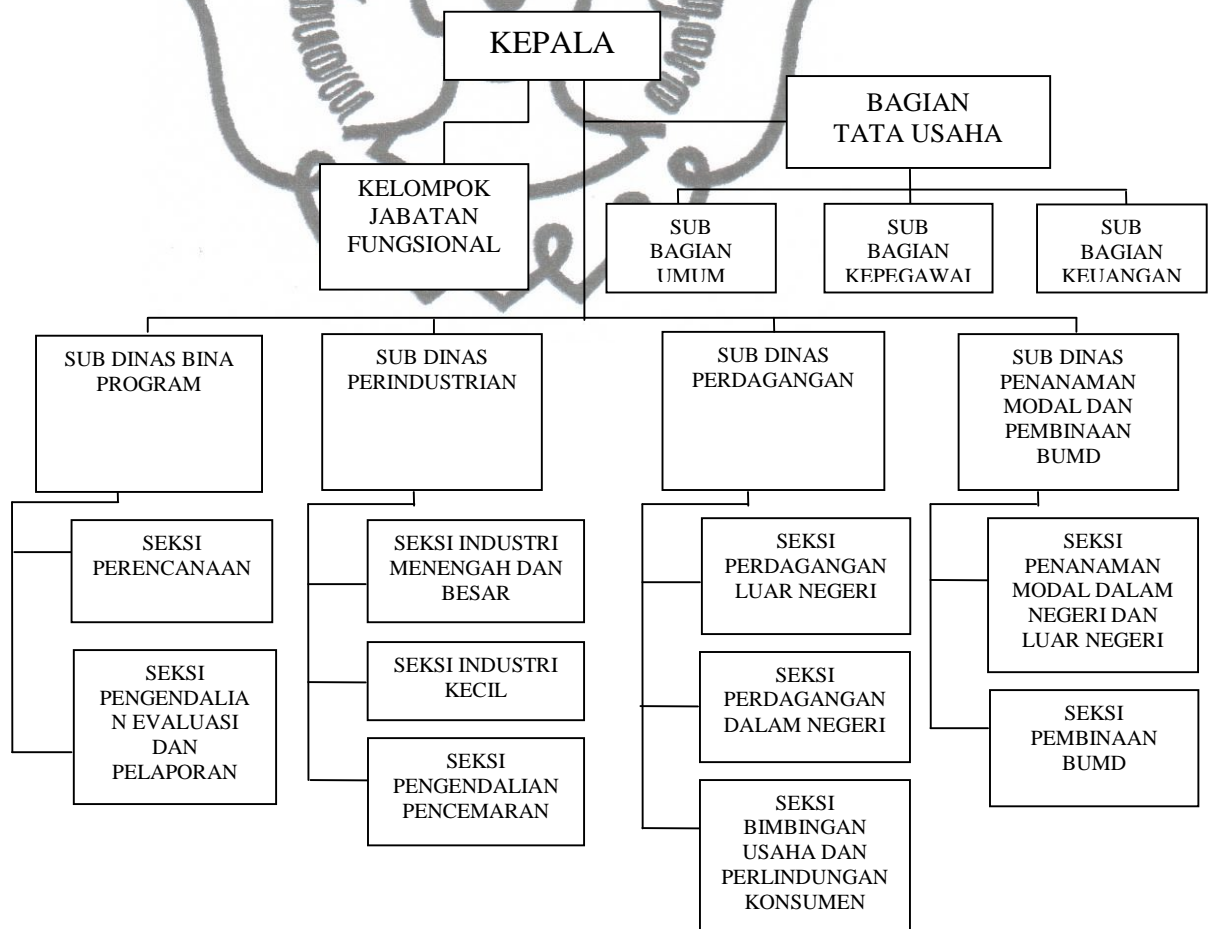 KEPALA
BAGIAN
TATA USAHA
KELOMPOK
JABATAN
FUNGSIONAL
SUB
BAGIAN
UMUM
SUB
BAGIAN
KEPEGAWAI
SUB
BAGIAN
KEUANGAN
SUB DINAS BINA
PROGRAM
SUB DINAS
PERINDUSTRIAN
SUB DINAS
PERDAGANGAN
SUB DINAS
PENANAMAN
MODAL DAN
PEMBINAAN
BUMD
SEKSI
PERENCANAAN
SEKSI
PENGENDALIA
N EVALUASI
DAN
PELAPORAN
SEKSI INDUSTRI
MENENGAH DAN
BESAR
SEKSI INDUSTRI
KECIL
SEKSI
PENGENDALIAN
PENCEMARAN
SEKSI
PERDAGANGAN
LUAR NEGERI
SEKSI
PERDAGANGAN
DALAM NEGERI
SEKSI
BIMBINGAN
USAHA DAN
PERLINDUNGAN
KONSUMEN
SEKSI
PENANAMAN
MODAL DALAM
NEGERI DAN
LUAR NEGERI
SEKSI
PEMBINAAN
BUMD